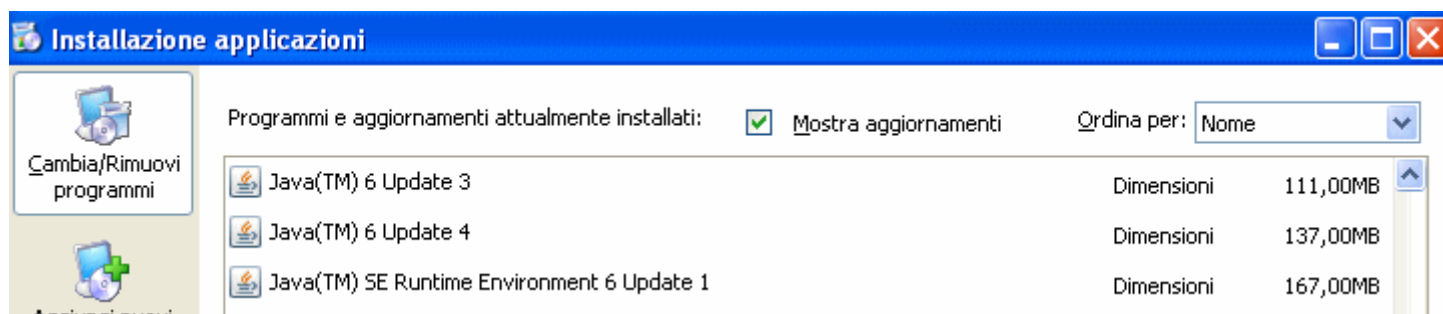 Installazione applicazioni
Programmi e aggiornamenti attualmente installati: Mostra aggiornamenti Ordina per: Nome
Cambia/Rimuovi
programmi
Java(TM) 6 Update 3 Dimensioni 111,00MB
Java(TM) 6 Update 4 Dimensioni 137,00MB
Java(TM) SE Runtime Environment 6 Update 1 Dimensioni 167,00MB